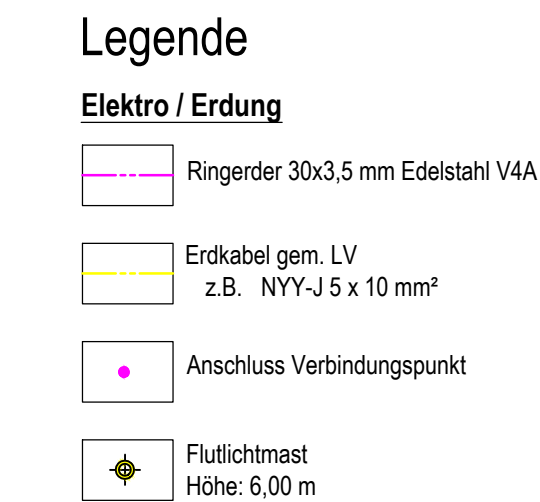 Legende
Elektro / Erdung
Ringerder 30x3,5 mm Edelstahl V4A
Erdkabel gem. LV
z.B. NYY-J 5 x 10 mm²
Anschluss Verbindungspunkt
Flutlichtmast
Höhe: 6,00 m